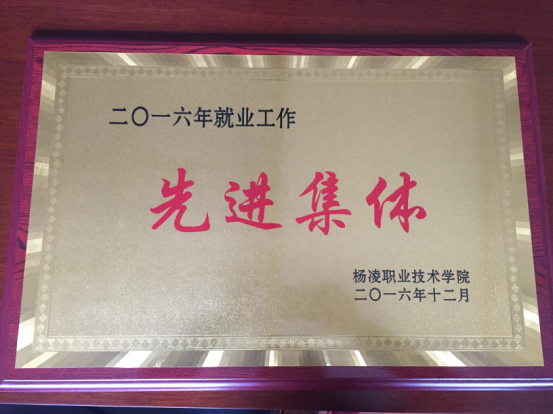 二〇一六年就业工作
先进集体
杨凌职业技术学院
二〇一六年十二月